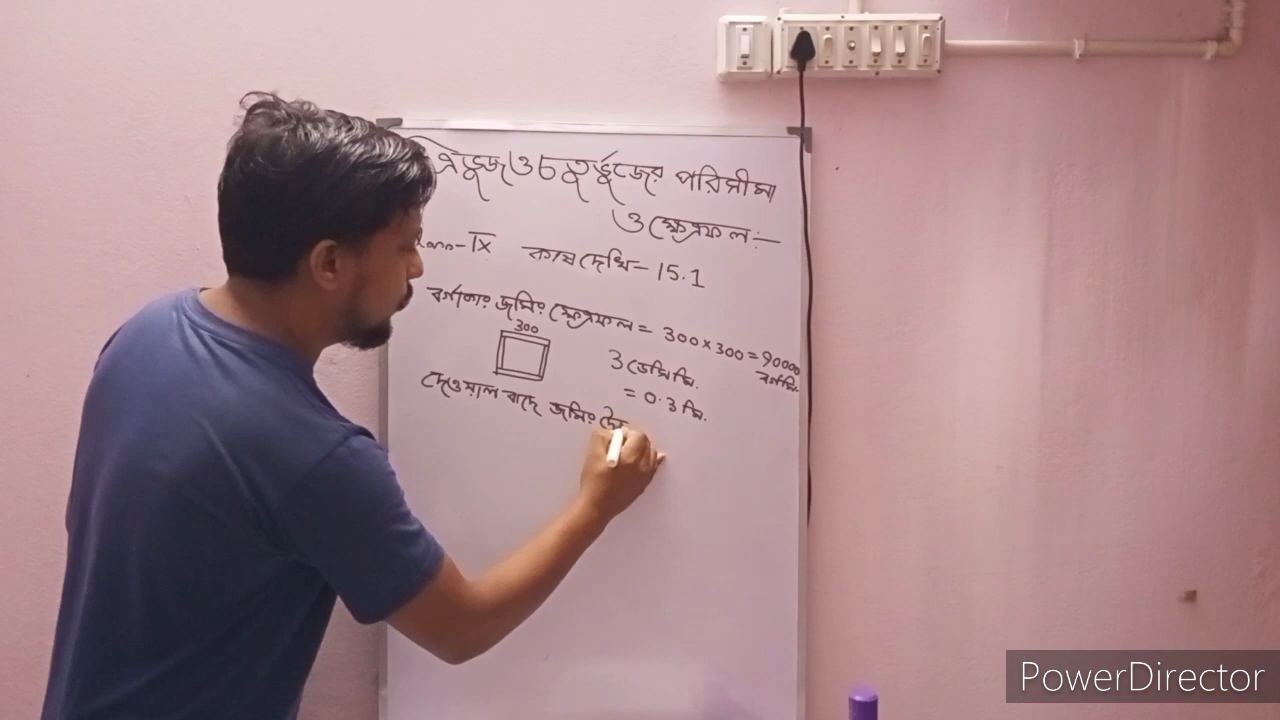 ত্রিভুজ ও চতুর্ভুজের পরিসীমা
ও ক্ষেত্রফল :—
IX কষে দেখি – 15.1
বর্গাকার জমির ক্ষেত্রফল = 300 × 300 = 90000
বর্গমি.
300
3 ডেসিমি.
= 0.3 মি.
দেওয়াল বাদে জমির দৈ
PowerDirector